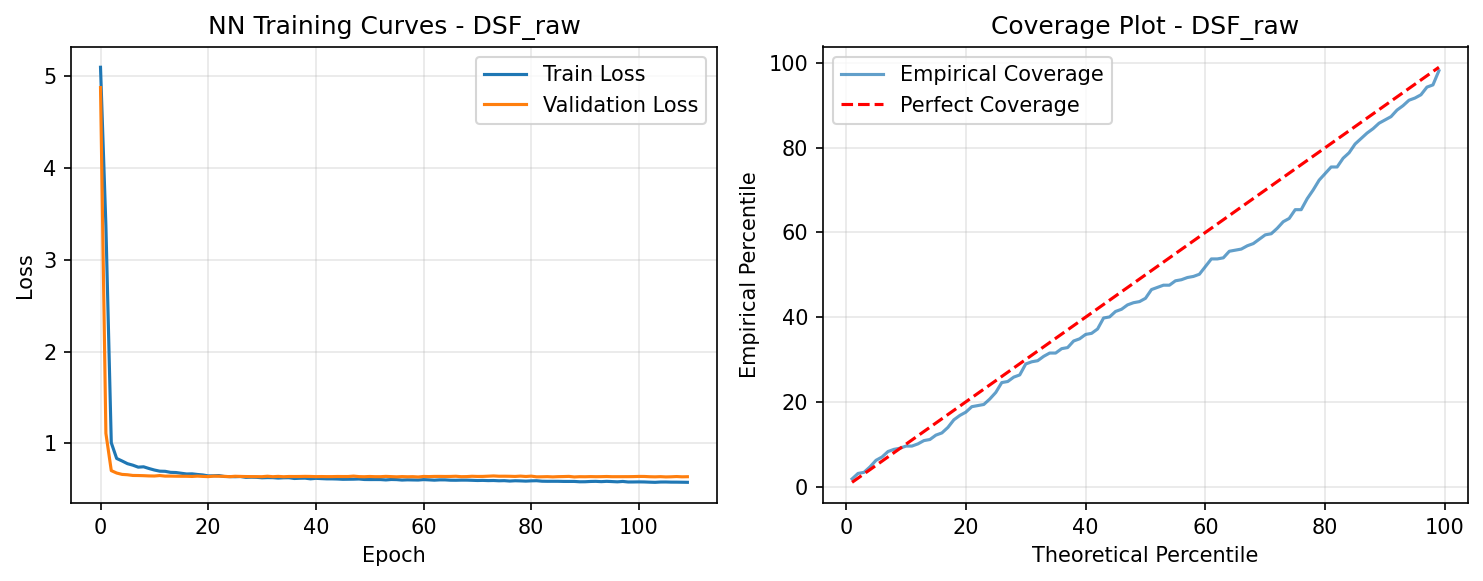 NN Training Curves - DSF_raw
Loss
5
4
3
2
1
Train Loss
Validation Loss
0
20
40
60
80
100
Epoch
Coverage Plot - DSF_raw
Empirical Percentile
100
80
60
40
20
0
Empirical Coverage
Perfect Coverage
0
20
40
60
80
100
Theoretical Percentile